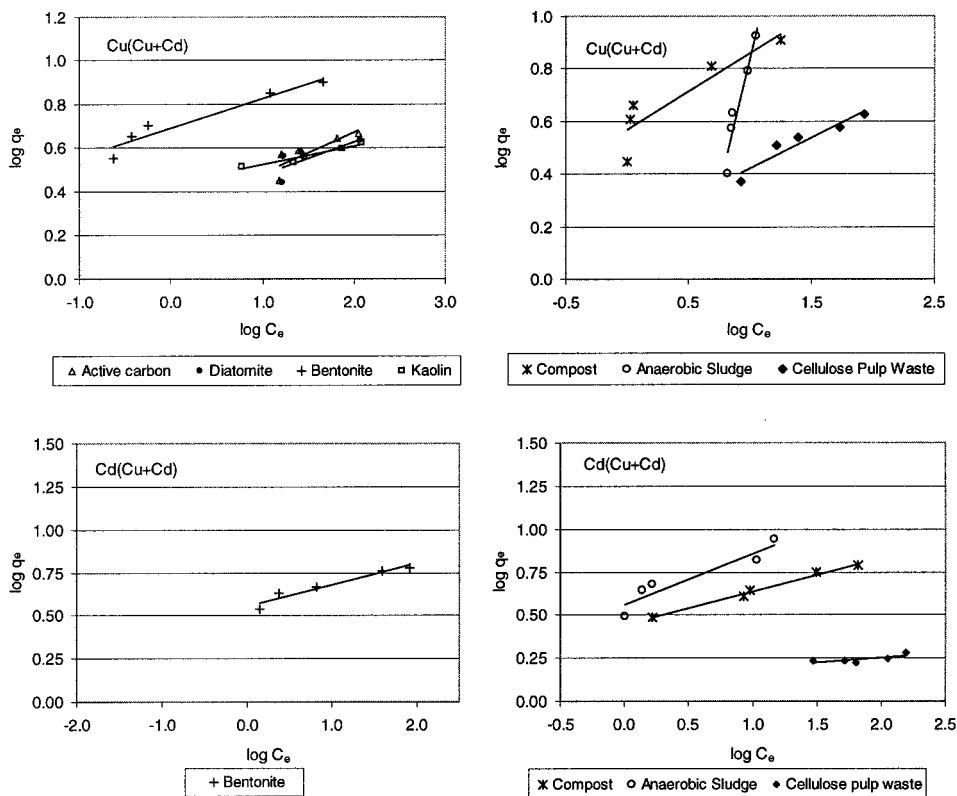 Cu(Cu+Cd)
log qe
1.2
1.0
0.8
0.6
0.4
0.2
0.0
-1.0 0.0 1.0 2.0 3.0
log Ce
Active carbon Diatomite Bentonite Kaolin
Cu(Cu+Cd)
log qe
1.0
0.8
0.6
0.4
0.2
0.0
-0.5 0.5 1.5 2.5
log Ce
Compost Anaerobic Sludge Cellulose Pulp Waste
Cd(Cu+Cd)
log qe
1.50
1.25
1.00
0.75
0.50
0.25
0.00
-2.0 -1.0 0.0 1.0 2.0
log Ce
Bentonite
Cd(Cu+Cd)
log qe
1.50
1.25
1.00
0.75
0.50
0.25
0.00
-0.5 0.0 0.5 1.0 1.5 2.0 2.5
log Ce
Compost Anaerobic Sludge Cellulose pulp waste